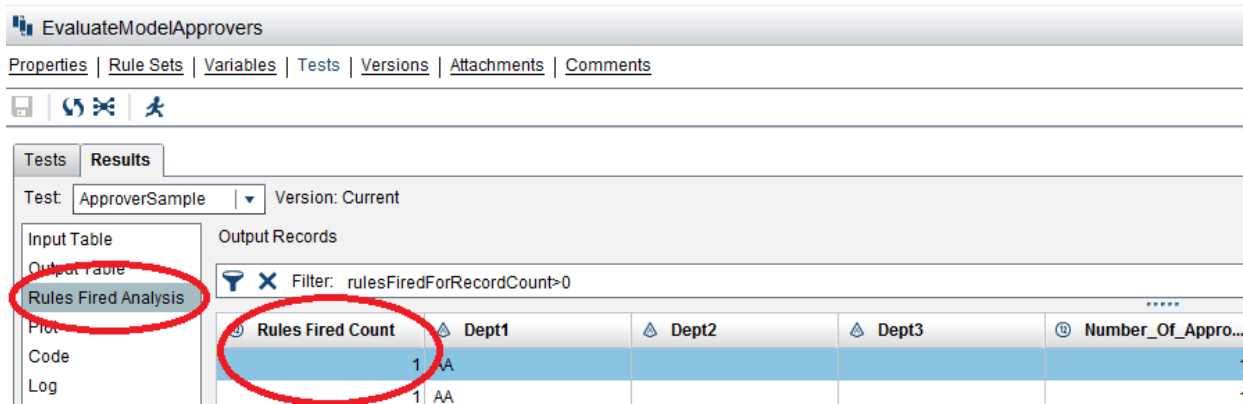 EvaluateModelApprovers
Properties | Rule Sets | Variables | Tests | Versions | Attachments | Comments
Tests Results
Test: ApproverSample Version: Current
Input Table Output Records
Output Table
Filter: rulesFiredForRecordCount>0
Rules Fired Analysis
Plot
Rules Fired Count Dept1 Dept2 Dept3 Number_Of_Appro...
Code
1 AA
Log
1 AA